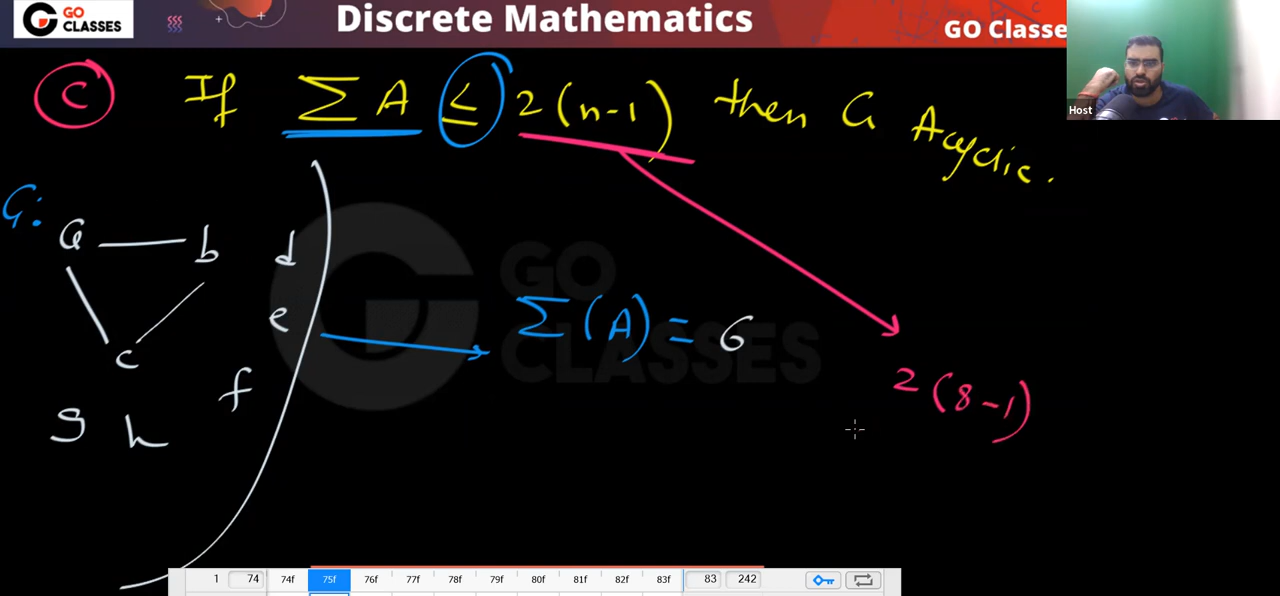 GO CLASSES
Discrete Mathematics
GO Classe
Host
C If ∑ A ≤ 2(n-1) then G Acyclic.
G:
a b d
e
c
f
g h
∑(A) = 6
2(8-1)
GO CLASSES
1 74 74f 75f 76f 77f 78f 79f 80f 81f 82f 83f 83 242